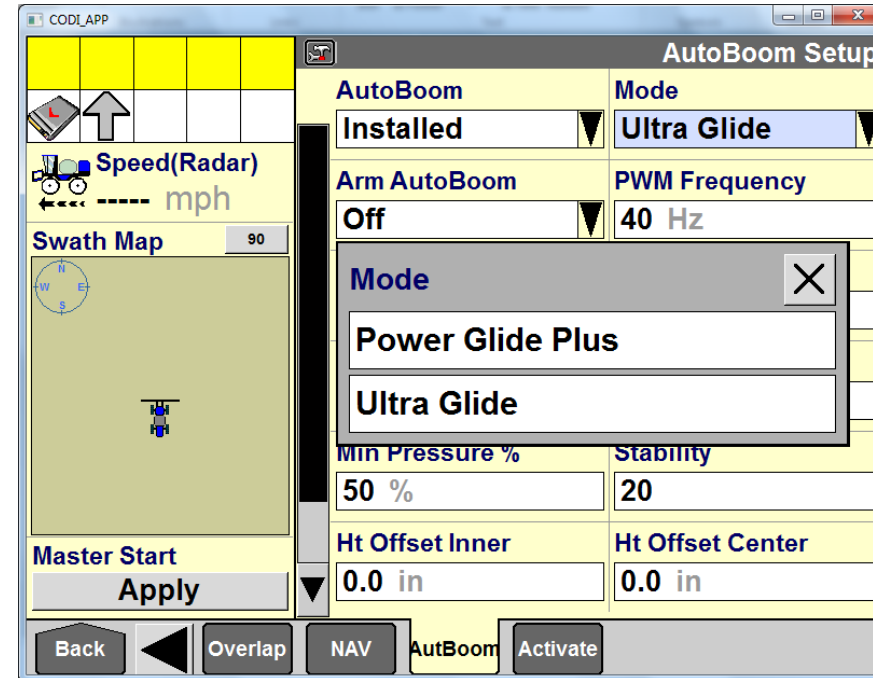 CODI_APP
AutoBoom Setup
L
Speed(Radar)
----- mph
Swath Map
90
N
W E
S
Master Start
Apply
AutoBoom
Installed
Mode
Ultra Glide
Arm AutoBoom
Off
PWM Frequency
40 Hz
Mode
Power Glide Plus
Ultra Glide
Min Pressure %
50 %
Stability
20
Ht Offset Inner
0.0 in
Ht Offset Center
0.0 in
Back
Overlap
NAV
AutBoom
Activate